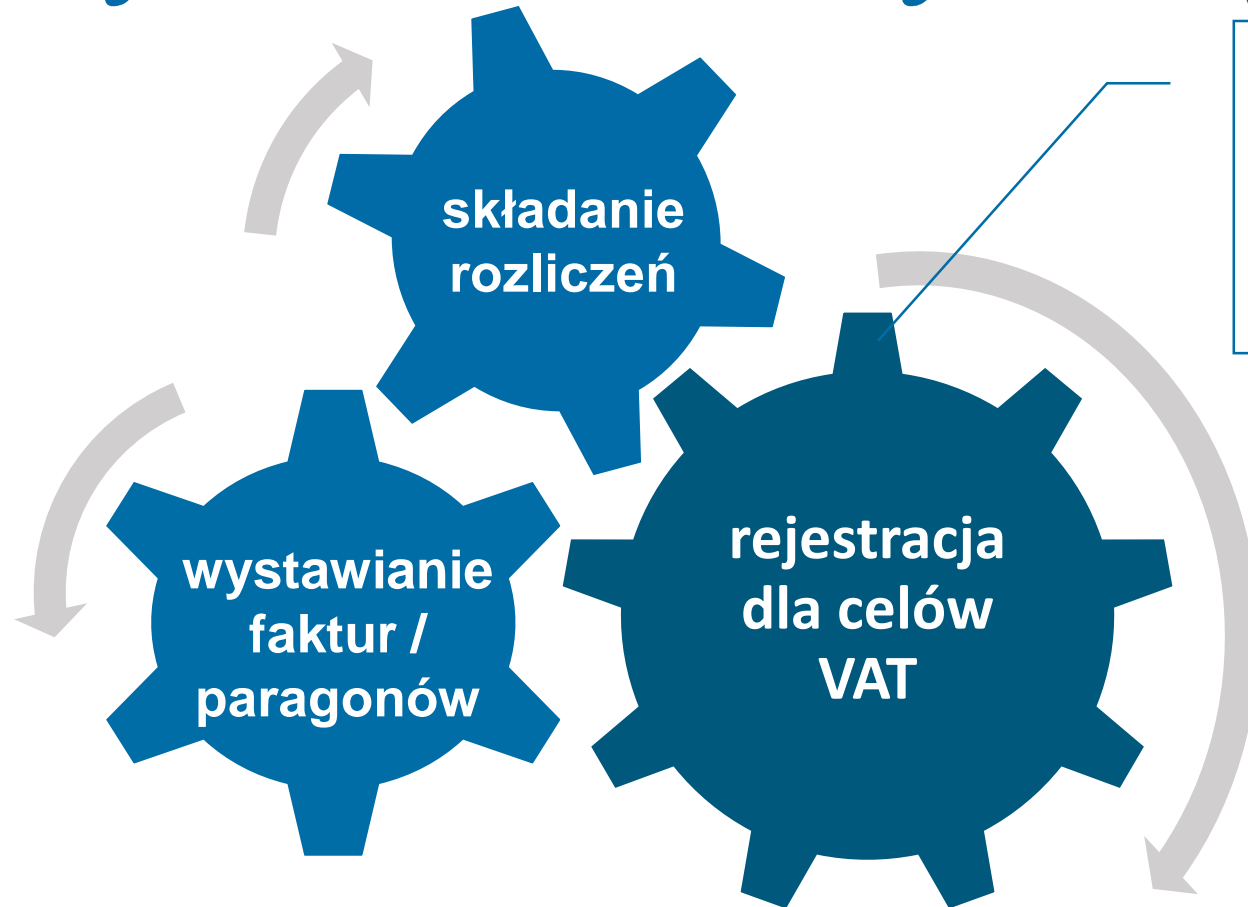 składanie
rozliczeń
wystawianie
faktur /
paragonów
rejestracja
dla celów
VAT